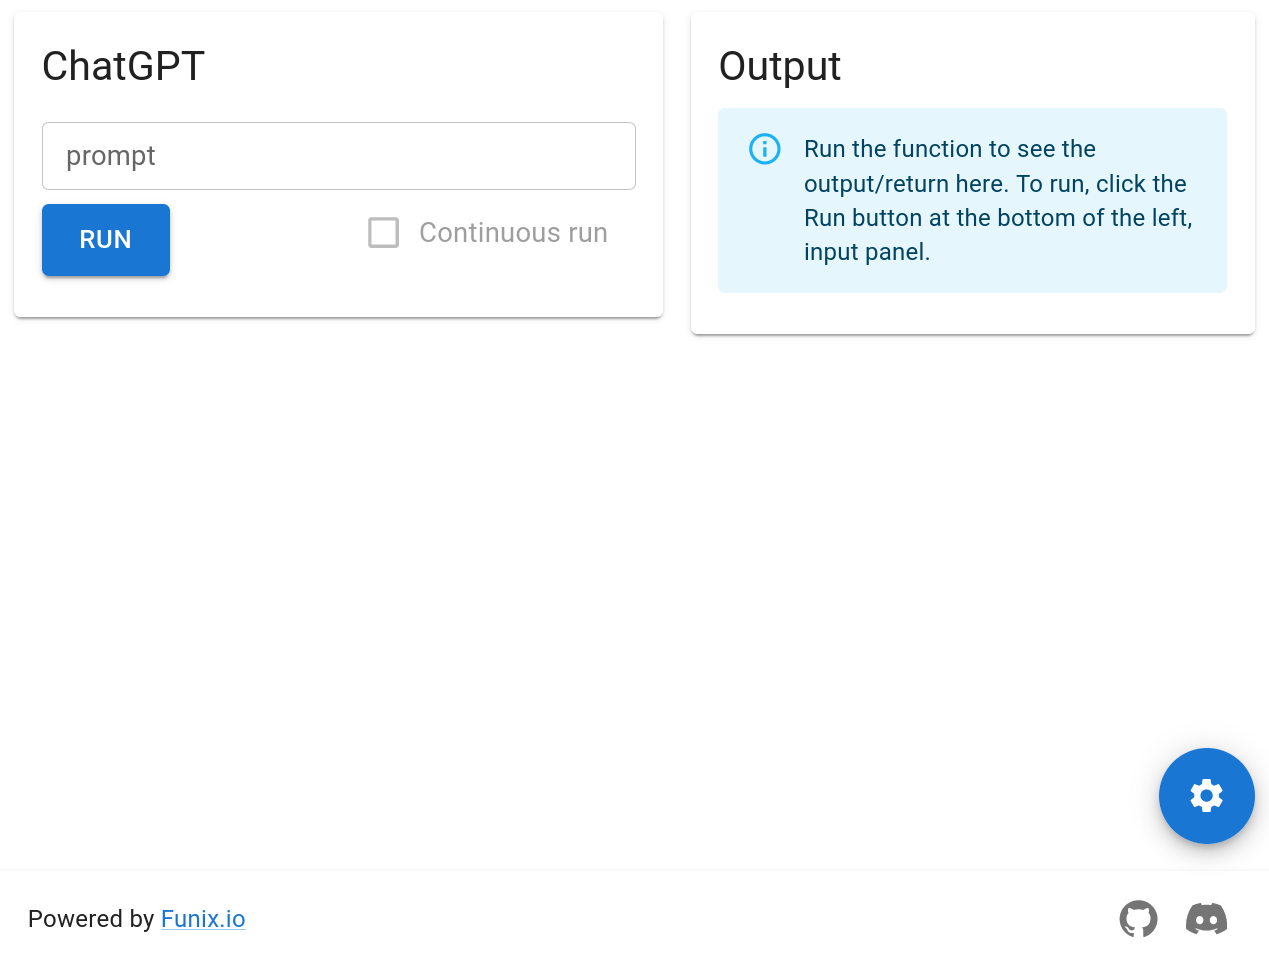 ChatGPT
prompt
RUN
Continuous run
Output
Run the function to see the
output/return here. To run, click the
Run button at the bottom of the left,
input panel.
Powered by Funix.io